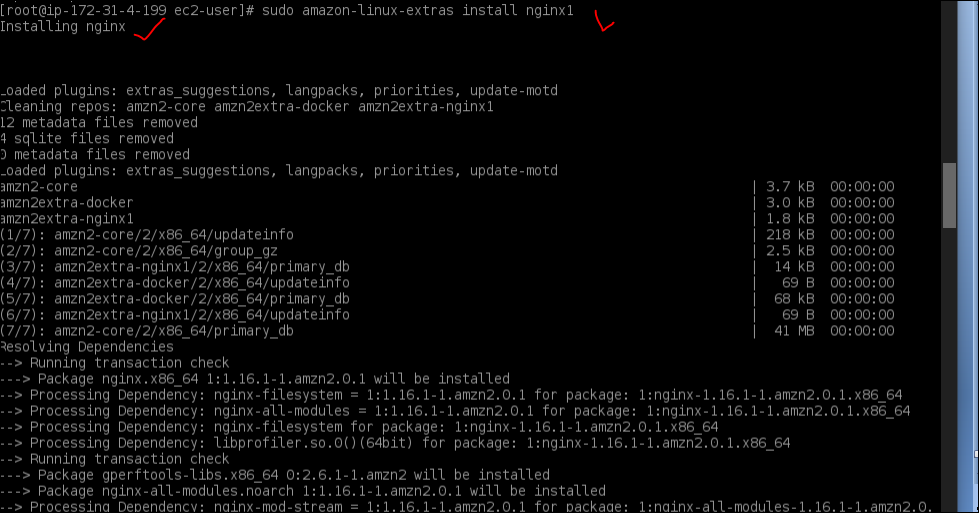 [root@ip-172-31-4-199 ec2-user]# sudo amazon-linux-extras install nginx1
Installing nginx
Loaded plugins: extras_suggestions, langpacks, priorities, update-motd
Cleaning repos: amzn2-core amzn2extra-docker amzn2extra-nginx1
12 metadata files removed
4 sqlite files removed
0 metadata files removed
Loaded plugins: extras_suggestions, langpacks, priorities, update-motd
amzn2-core | 3.7 kB 00:00:00
amzn2extra-docker | 3.0 kB 00:00:00
amzn2extra-nginx1 | 1.8 kB 00:00:00
(1/7): amzn2-core/2/x86_64/updateinfo | 218 kB 00:00:00
(2/7): amzn2-core/2/x86_64/group_gz | 2.5 kB 00:00:00
(3/7): amzn2extra-nginx1/2/x86_64/primary_db | 14 kB 00:00:00
(4/7): amzn2extra-docker/2/x86_64/updateinfo | 69 B 00:00:00
(5/7): amzn2extra-docker/2/x86_64/primary_db | 68 kB 00:00:00
(6/7): amzn2extra-nginx1/2/x86_64/updateinfo | 69 B 00:00:00
(7/7): amzn2-core/2/x86_64/primary_db | 41 MB 00:00:00
Resolving Dependencies
--> Running transaction check
---> Package nginx.x86_64 1:1.16.1-1.amzn2.0.1 will be installed
--> Processing Dependency: nginx-filesystem = 1:1.16.1-1.amzn2.0.1 for package: 1:nginx-1.16.1-1.amzn2.0.1.x86_64
--> Processing Dependency: nginx-all-modules = 1:1.16.1-1.amzn2.0.1 for package: 1:nginx-1.16.1-1.amzn2.0.1.x86_64
--> Processing Dependency: nginx-filesystem for package: 1:nginx-1.16.1-1.amzn2.0.1.x86_64
--> Processing Dependency: libprofiler.so.0()(64bit) for package: 1:nginx-1.16.1-1.amzn2.0.1.x86_64
--> Running transaction check
---> Package gperftools-libs.x86_64 0:2.6.1-1.amzn2 will be installed
---> Package nginx-all-modules.noarch 1:1.16.1-1.amzn2.0.1 will be installed
--> Processing Dependency: nginx-mod-stream = 1:1.16.1-1.amzn2.0.1 for package: 1:nginx-all-modules-1.16.1-1.amzn2.0.